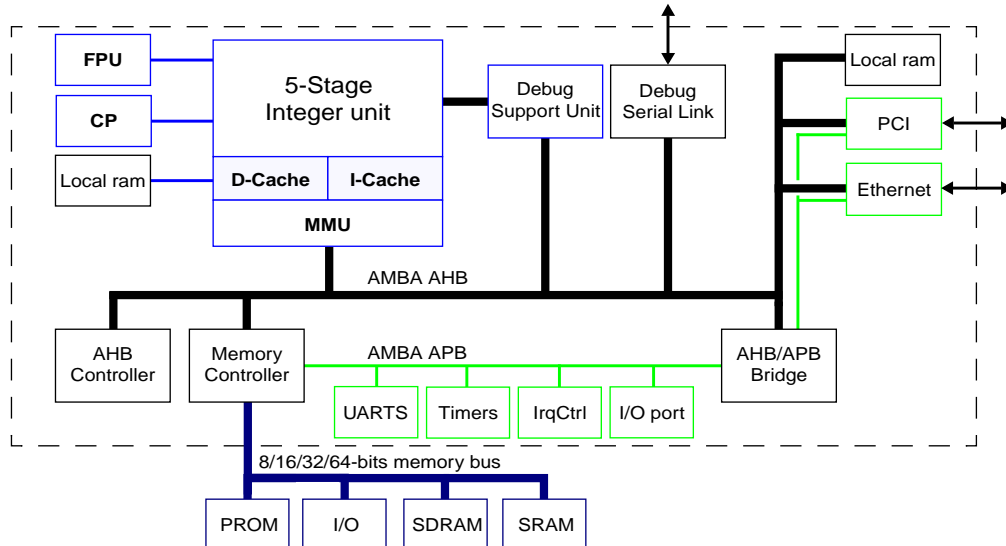 FPU
5-Stage
Integer unit
Debug
Support Unit
Debug
Serial Link
Local ram
CP
PCI
Local ram
D-Cache
I-Cache
Ethernet
MMU
AMBA AHB
AHB
Controller
Memory
Controller
AMBA APB
AHB/APB
Bridge
UARTS
Timers
IrqCtrl
I/O port
8/16/32/64-bits memory bus
PROM
I/O
SDRAM
SRAM